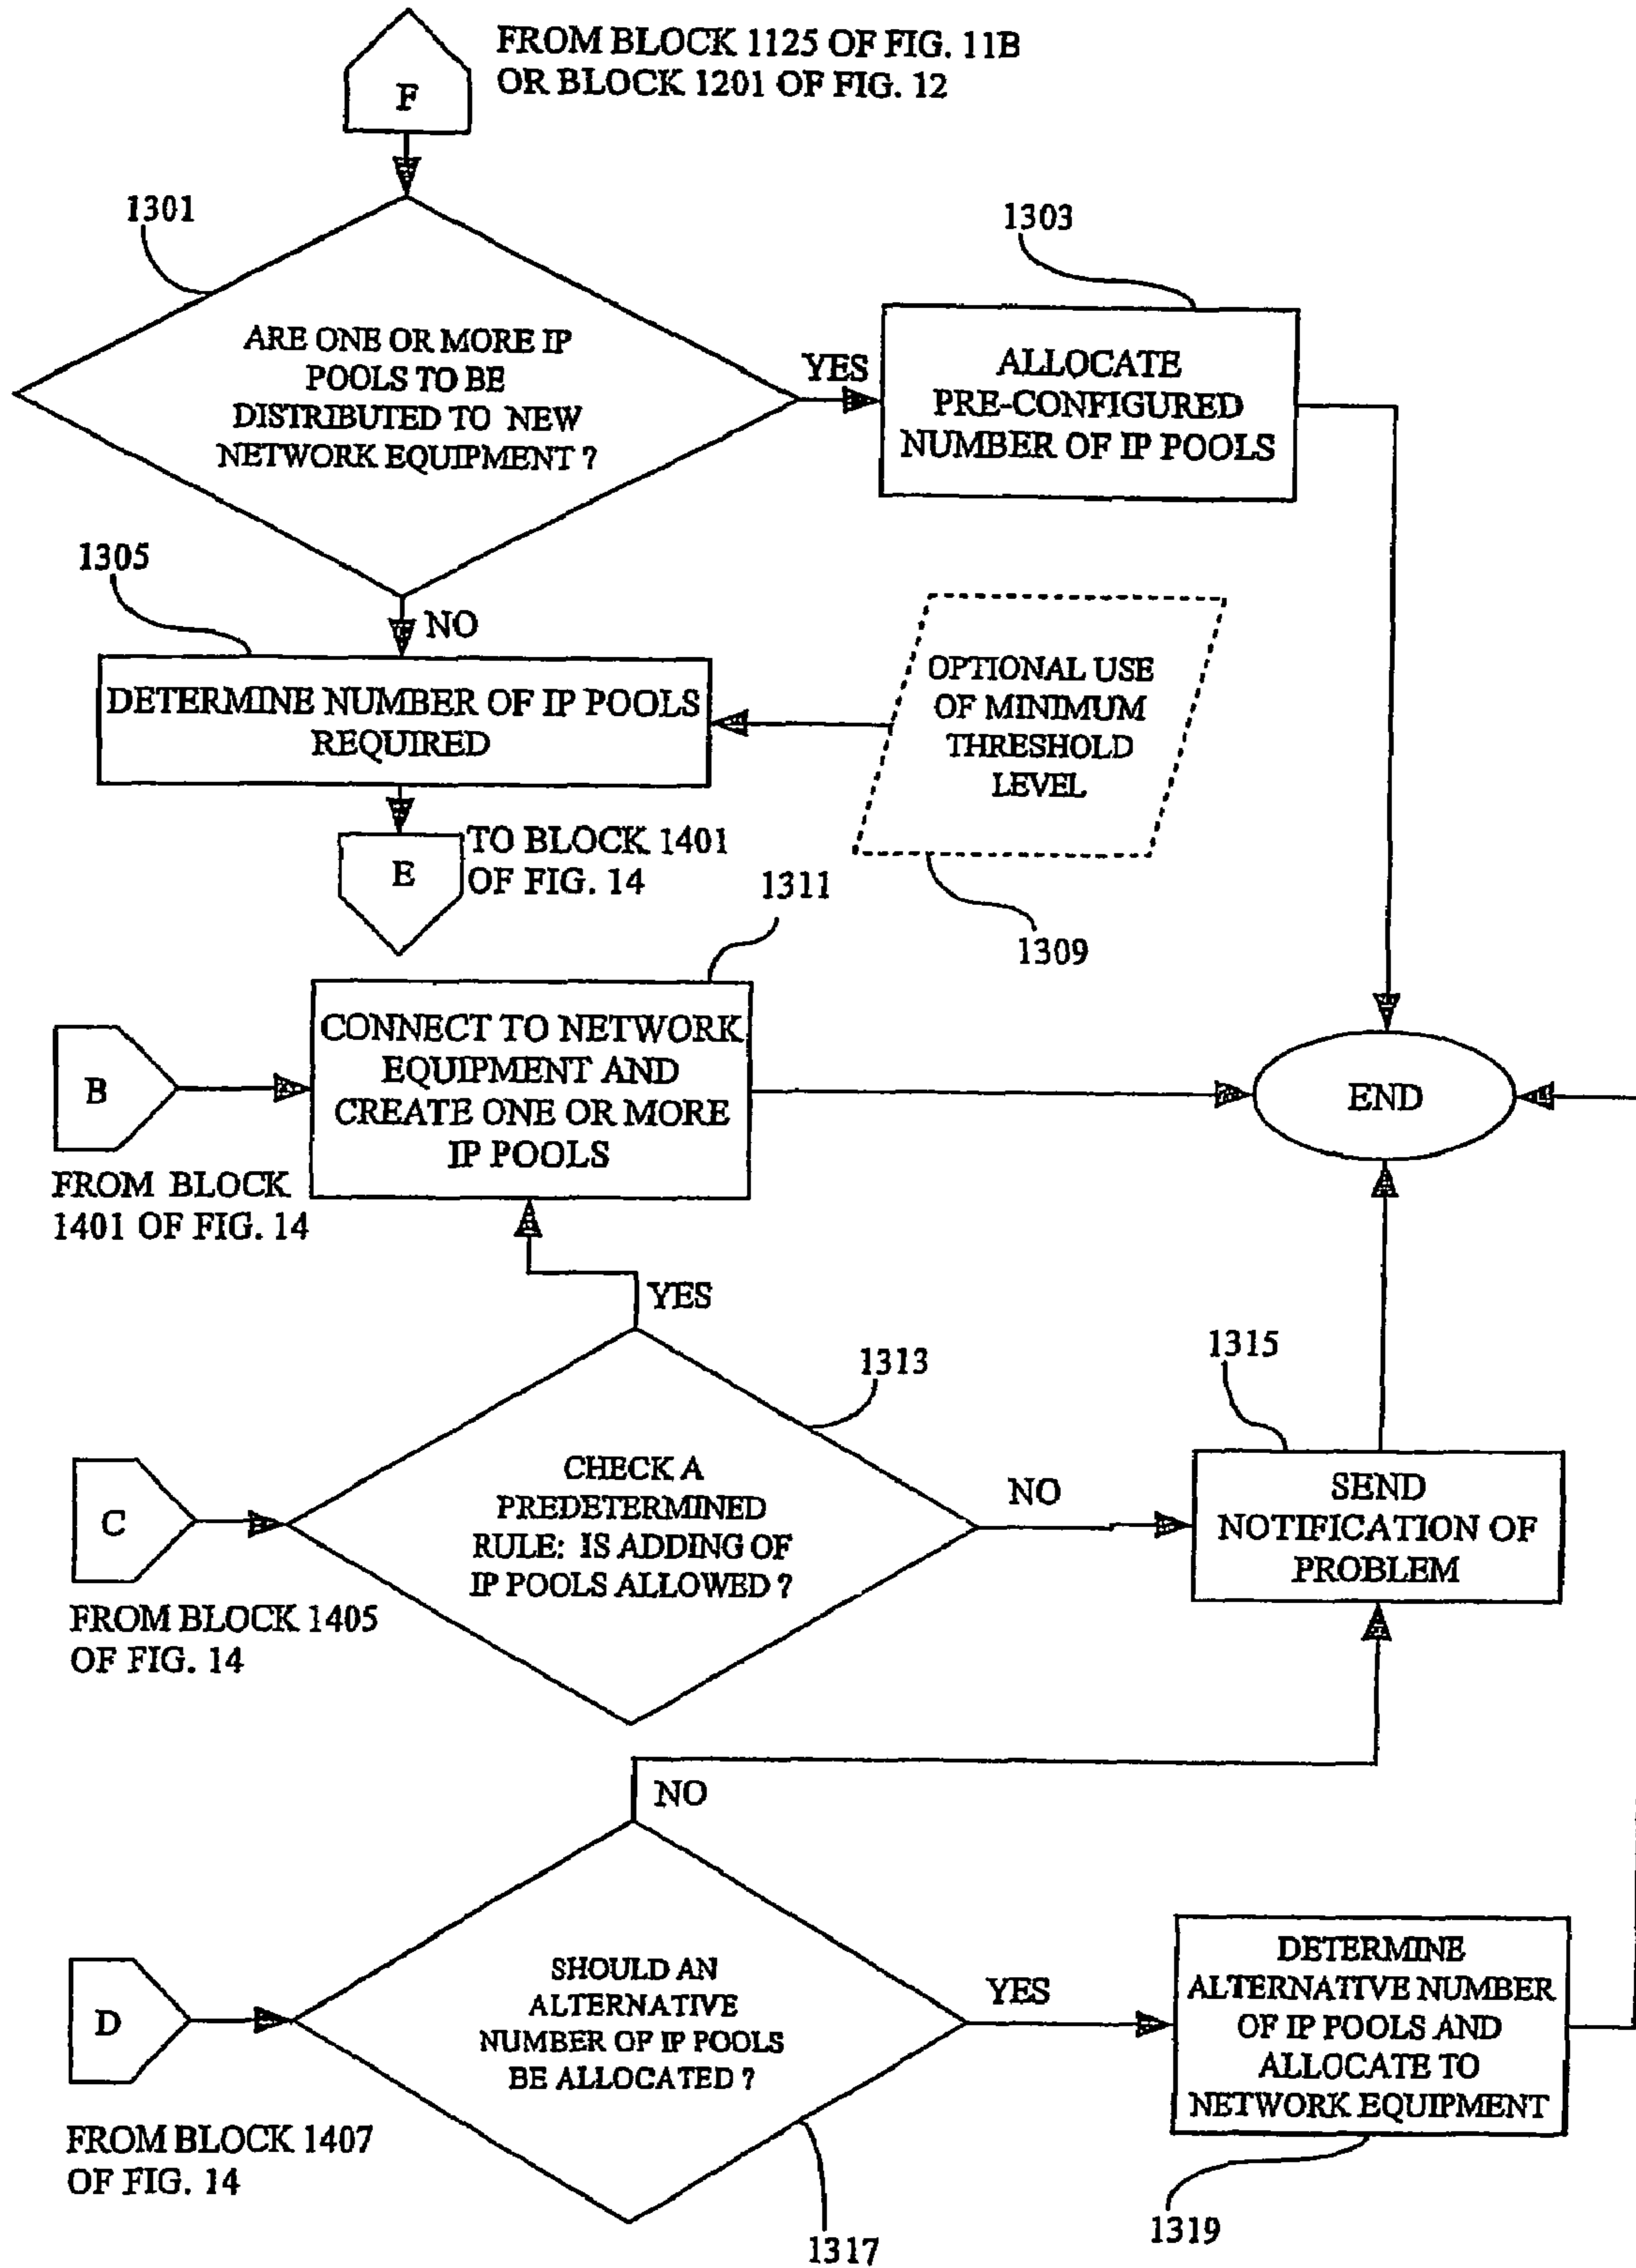 FROM BLOCK 1125 OF FIG. 11B
OR BLOCK 1201 OF FIG. 12
F
1301
1303
ARE ONE OR MORE IP
POOLS TO BE
DISTRIBUTED TO NEW
NETWORK EQUIPMENT ?
YES
ALLOCATE
PRE-CONFIGURED
NUMBER OF IP POOLS
1305
NO
OPTIONAL USE
OF MINIMUM
THRESHOLD
LEVEL
DETERMINE NUMBER OF IP POOLS
REQUIRED
TO BLOCK 1401
OF FIG. 14
E
1311
1309
CONNECT TO NETWORK
EQUIPMENT AND
CREATE ONE OR MORE
IP POOLS
B
END
FROM BLOCK
1401 OF FIG. 14
YES
1313
1315
CHECK A
PREDETERMINED
RULE: IS ADDING OF
IP POOLS ALLOWED ?
NO
SEND
NOTIFICATION OF
PROBLEM
C
FROM BLOCK 1405
OF FIG. 14
NO
SHOULD AN
ALTERNATIVE
NUMBER OF IP POOLS
BE ALLOCATED ?
YES
DETERMINE
ALTERNATIVE NUMBER
OF IP POOLS AND
ALLOCATE TO
NETWORK EQUIPMENT
D
FROM BLOCK 1407
OF FIG. 14
1317
1319